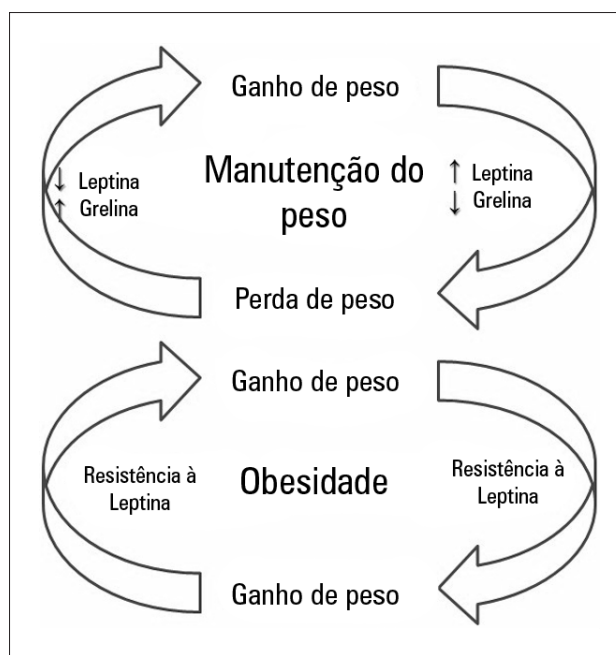 Ganho de peso
↓ Leptina
↑ Grelina
Manutenção do
peso
↑ Leptina
↓ Grelina
Perda de peso
Ganho de peso
Resistência à
Leptina
Obesidade
Resistência à
Leptina
Ganho de peso